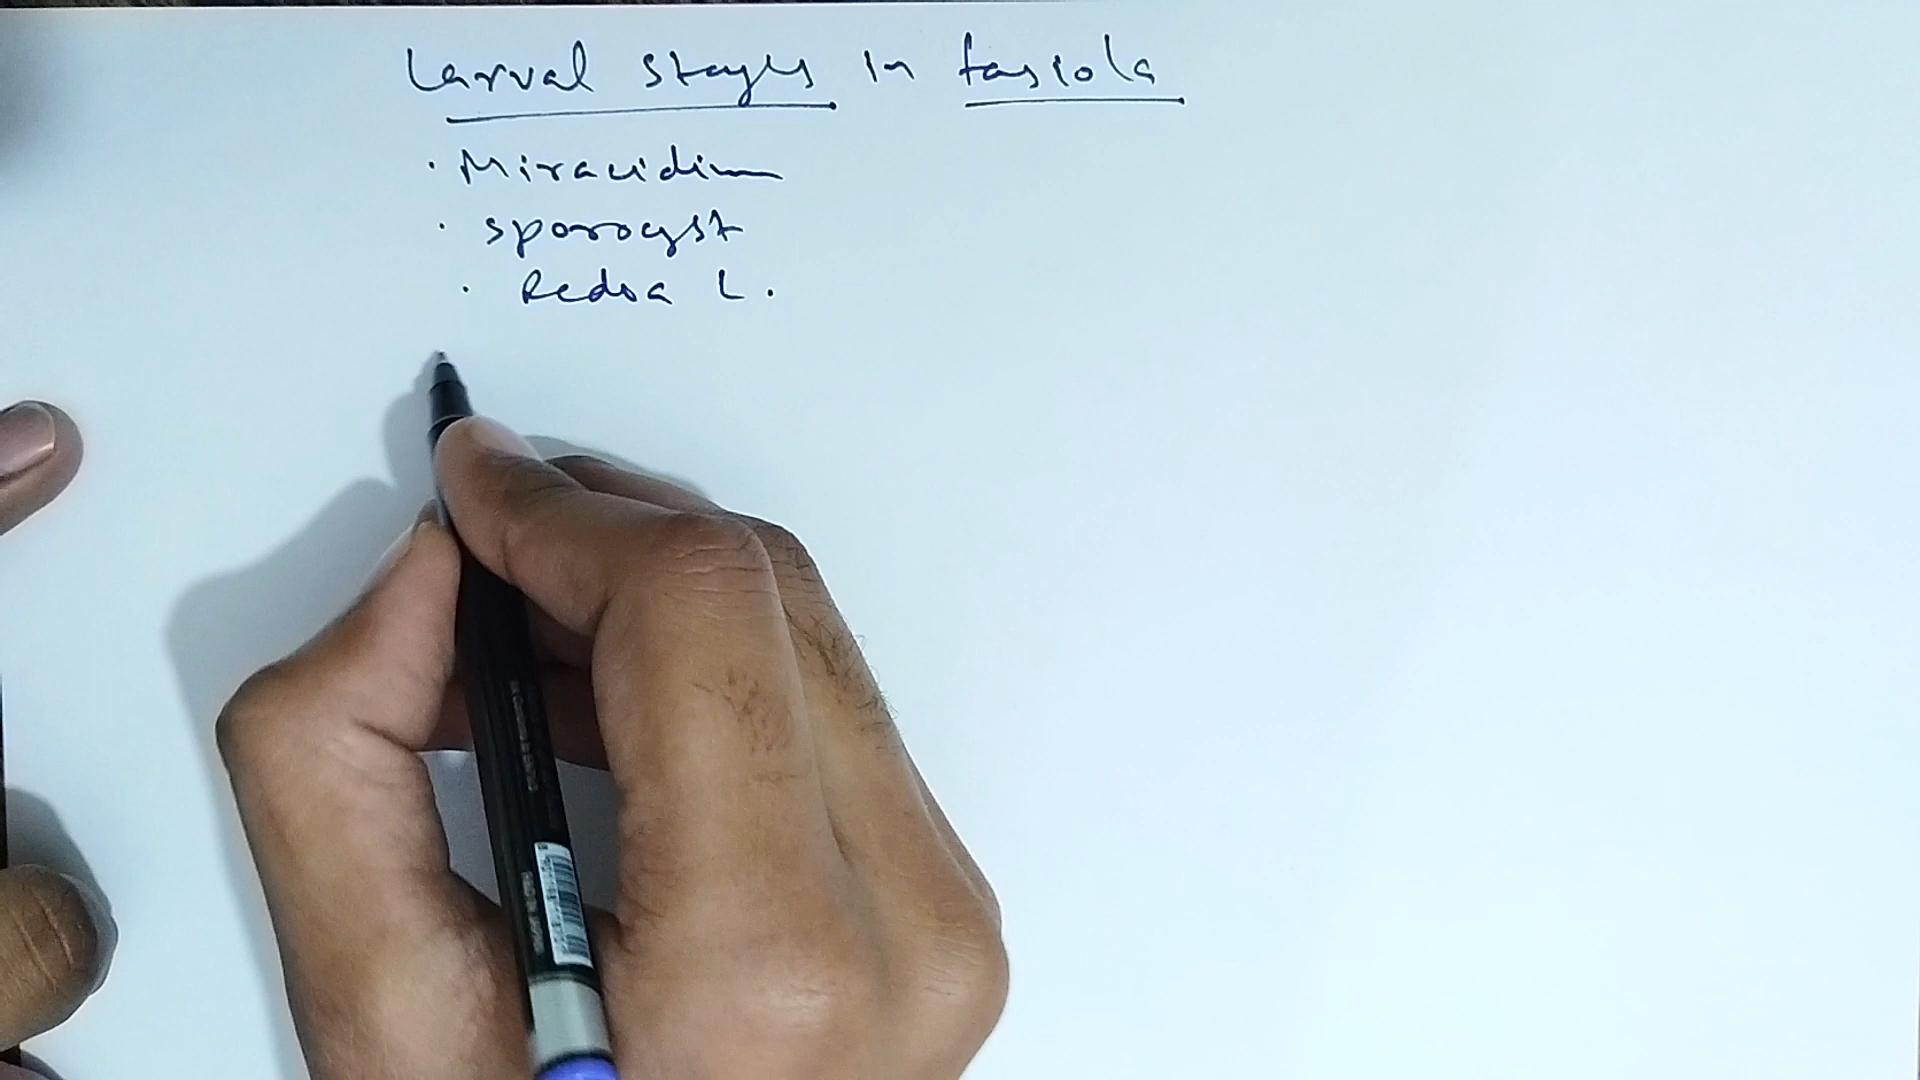 Larval stages in fasiola
· Miracidium
· sporocyst
· Redia L.